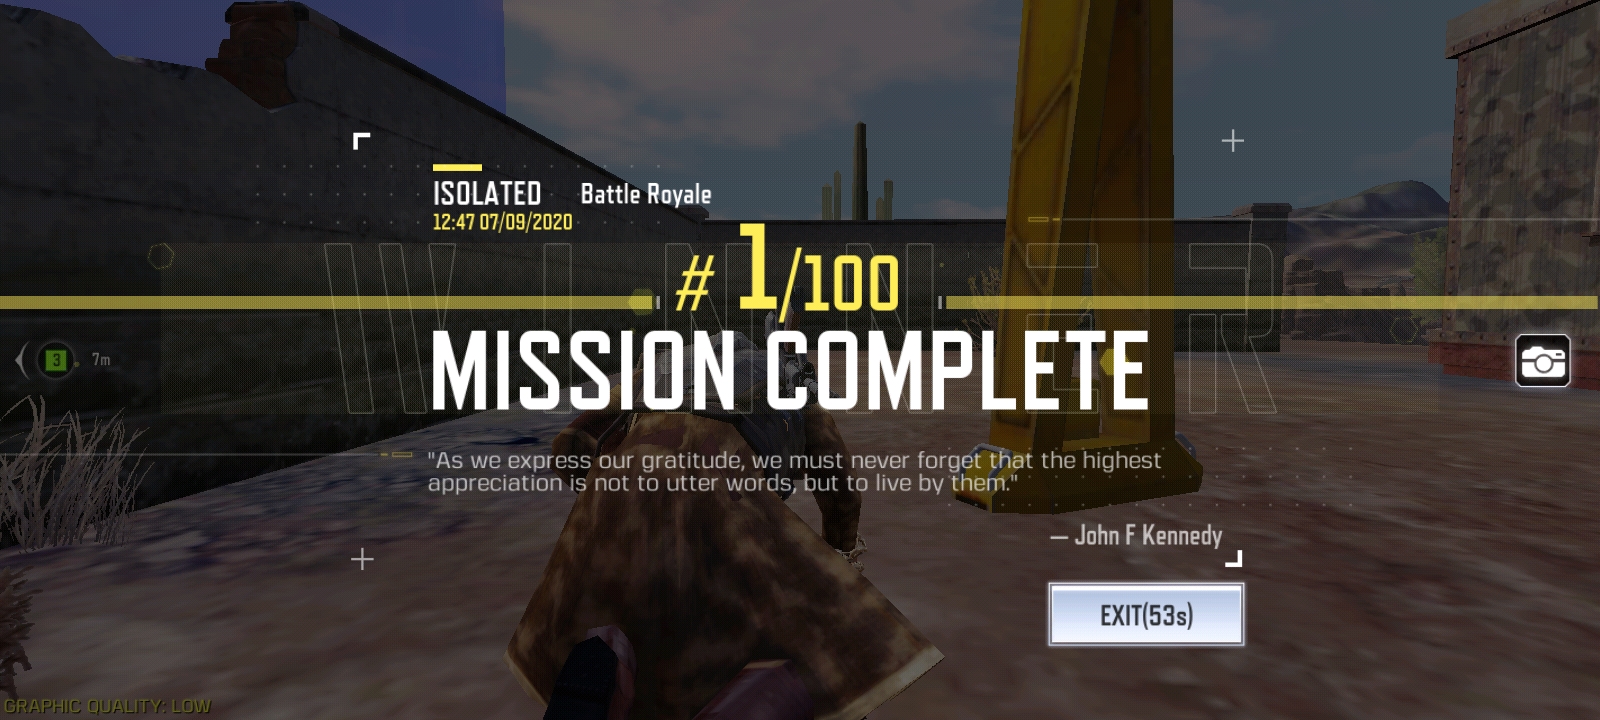 ISOLATED Battle Royale
12:47 07/09/2020
# 1/100
WINNER
MISSION COMPLETE
3 7m
"As we express our gratitude, we must never forget that the highest
appreciation is not to utter words, but to live by them."
— John F Kennedy
EXIT(53s)
GRAPHIC QUALITY: LOW